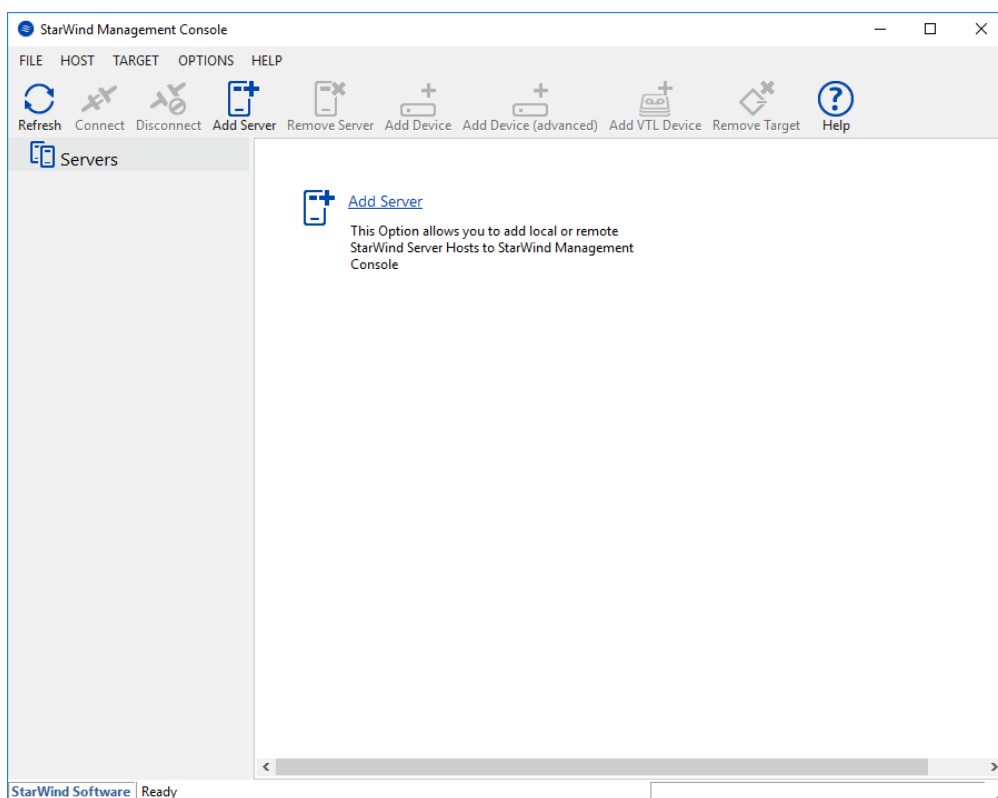 StarWind Management Console
FILE HOST TARGET OPTIONS HELP
Refresh Connect Disconnect Add Server Remove Server Add Device Add Device (advanced) Add VTL Device Remove Target Help
Servers
Add Server
This Option allows you to add local or remote
StarWind Server Hosts to StarWind Management
Console
StarWind Software Ready